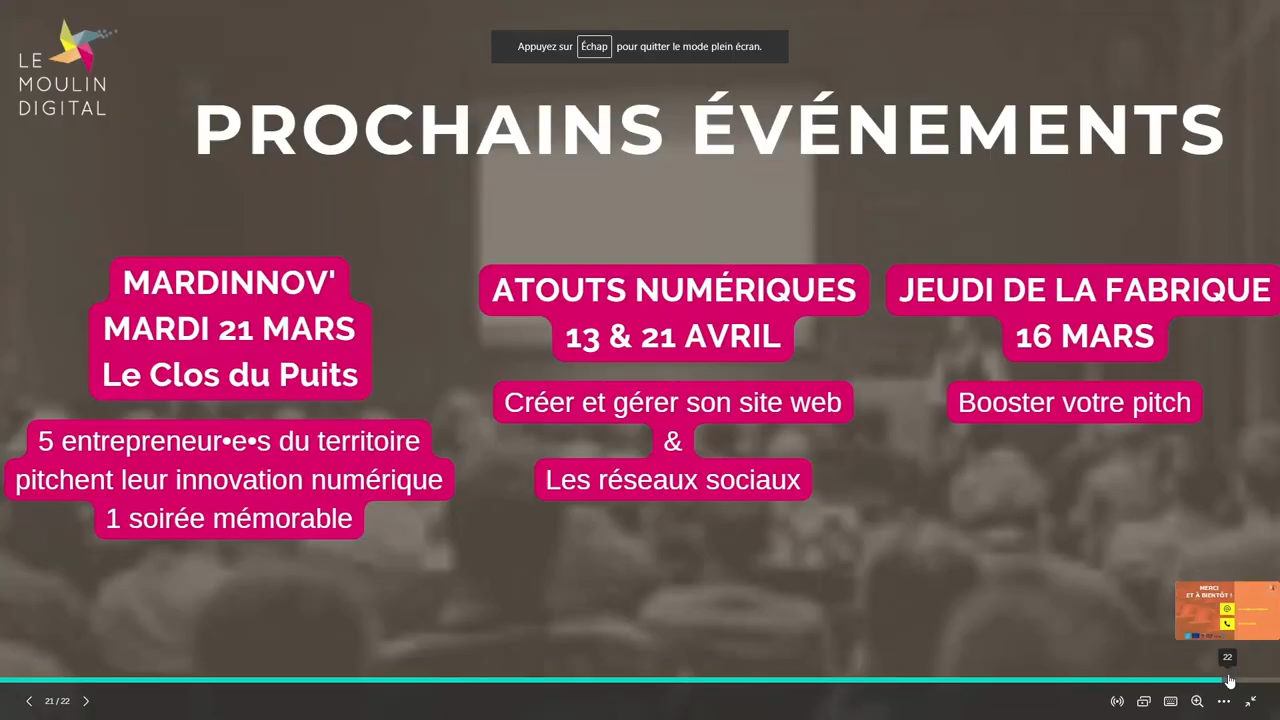 LE
MOULIN
DIGITAL
Appuyez sur Échap pour quitter le mode plein écran.
PROCHAINS ÉVÉNEMENTS
MARDINNOV'
MARDI 21 MARS
Le Clos du Puits
5 entrepreneur•e•s du territoire
pitchent leur innovation numérique
1 soirée mémorable
ATOUTS NUMÉRIQUES
13 & 21 AVRIL
Créer et gérer son site web
&
Les réseaux sociaux
JEUDI DE LA FABRIQUE
16 MARS
Booster votre pitch
MERCI
ET À BIENTÔT !
22
21 / 22